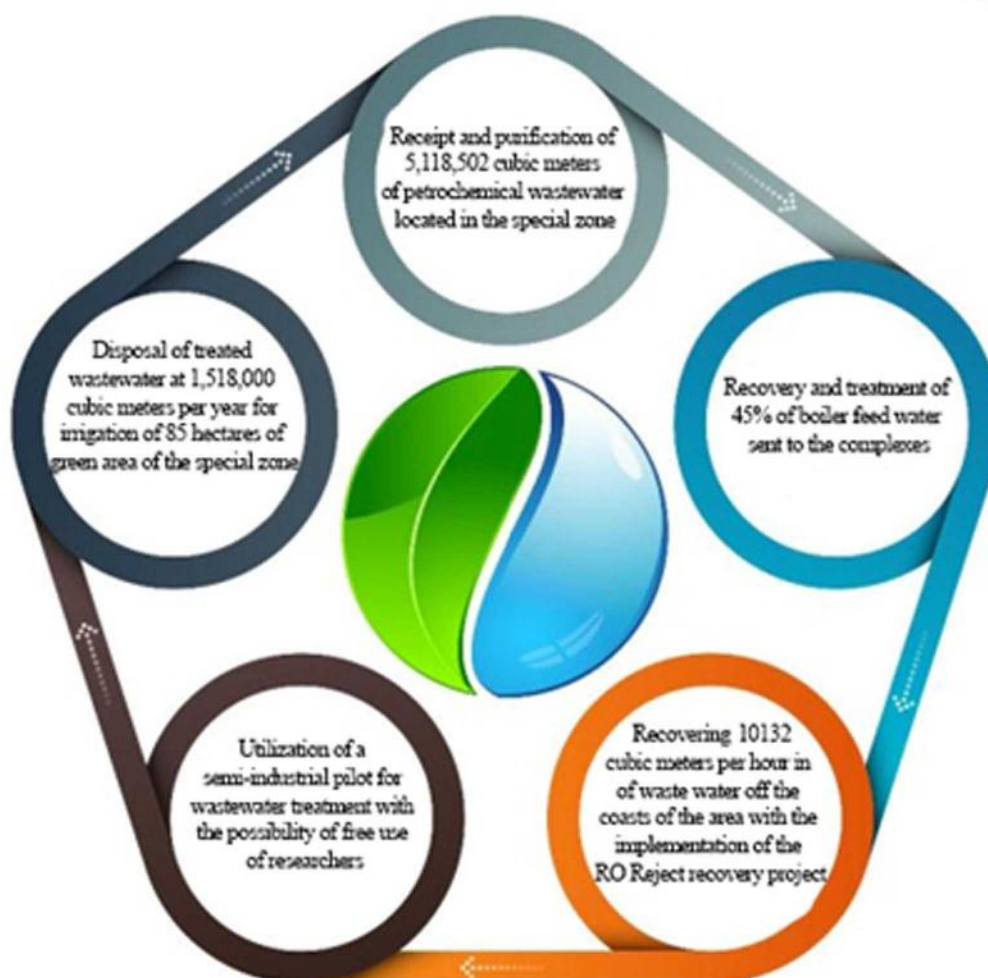 Receipt and purification of
5,118,502 cubic meters
of petrochemical wastewater
located in the special zone
Recovery and treatment of
45% of boiler feed water
sent to the complexes
Recovering 10132
cubic meters per hour in
of waste water off the
coasts of the area with the
implementation of the
RO Reject recovery project
Utilization of a
semi-industrial pilot for
wastewater treatment with
the possibility of free use
of researchers
Disposal of treated
wastewater at 1,518,000
cubic meters per year for
irrigation of 85 hectares of
green area of the special zone